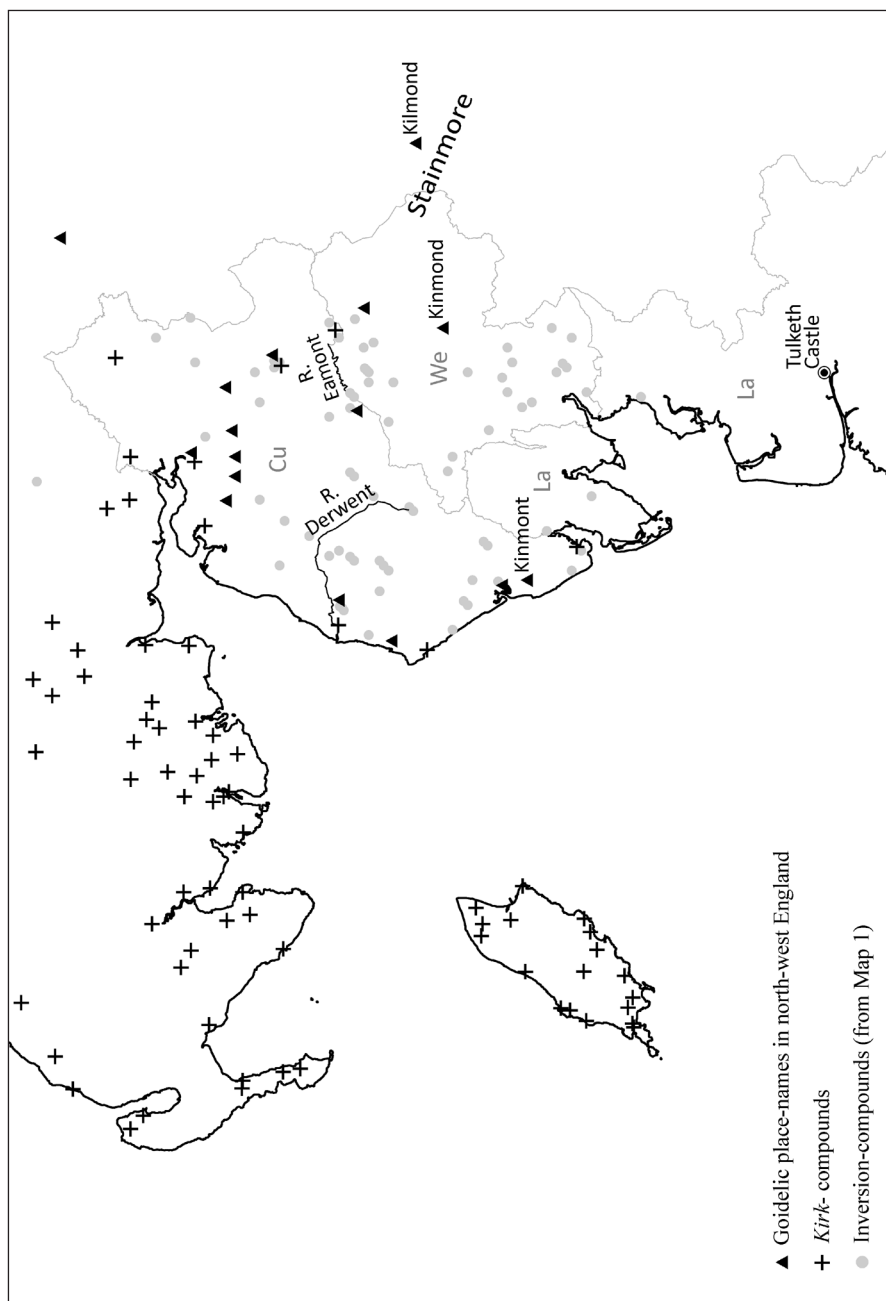 Kilmond
Stainmore
Kinmond
R.
Eamont
We
Cu
R.
Derwent
La
Kinmont
La
Tulketh
Castle
Goidelic place-names in north-west England
Kirk- compounds
Inversion-compounds (from Map 1)